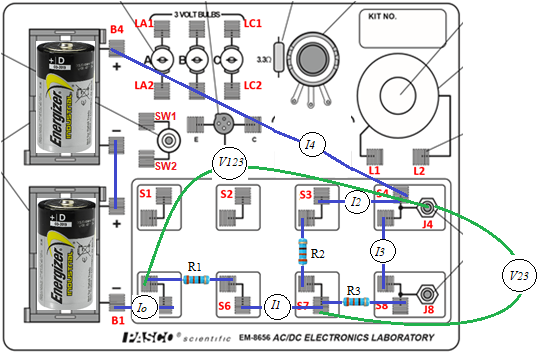 B4
LA1
3 VOLT BULBS
LC1
KIT NO.
+ D
Energizer
INDUSTRIAL
+
A
B
C
3.3Ω
LA2
LC2
SW1
E
C
SW2
I4
L1
L2
−
V123
+ D
Energizer
INDUSTRIAL
+
S1
S2
S3
I2
S4
J4
R2
I3
V23
R1
R3
−
B1
Io
S6
I1
S7
S8
J8
PASCO scientific EM-8656 AC/DC ELECTRONICS LABORATORY